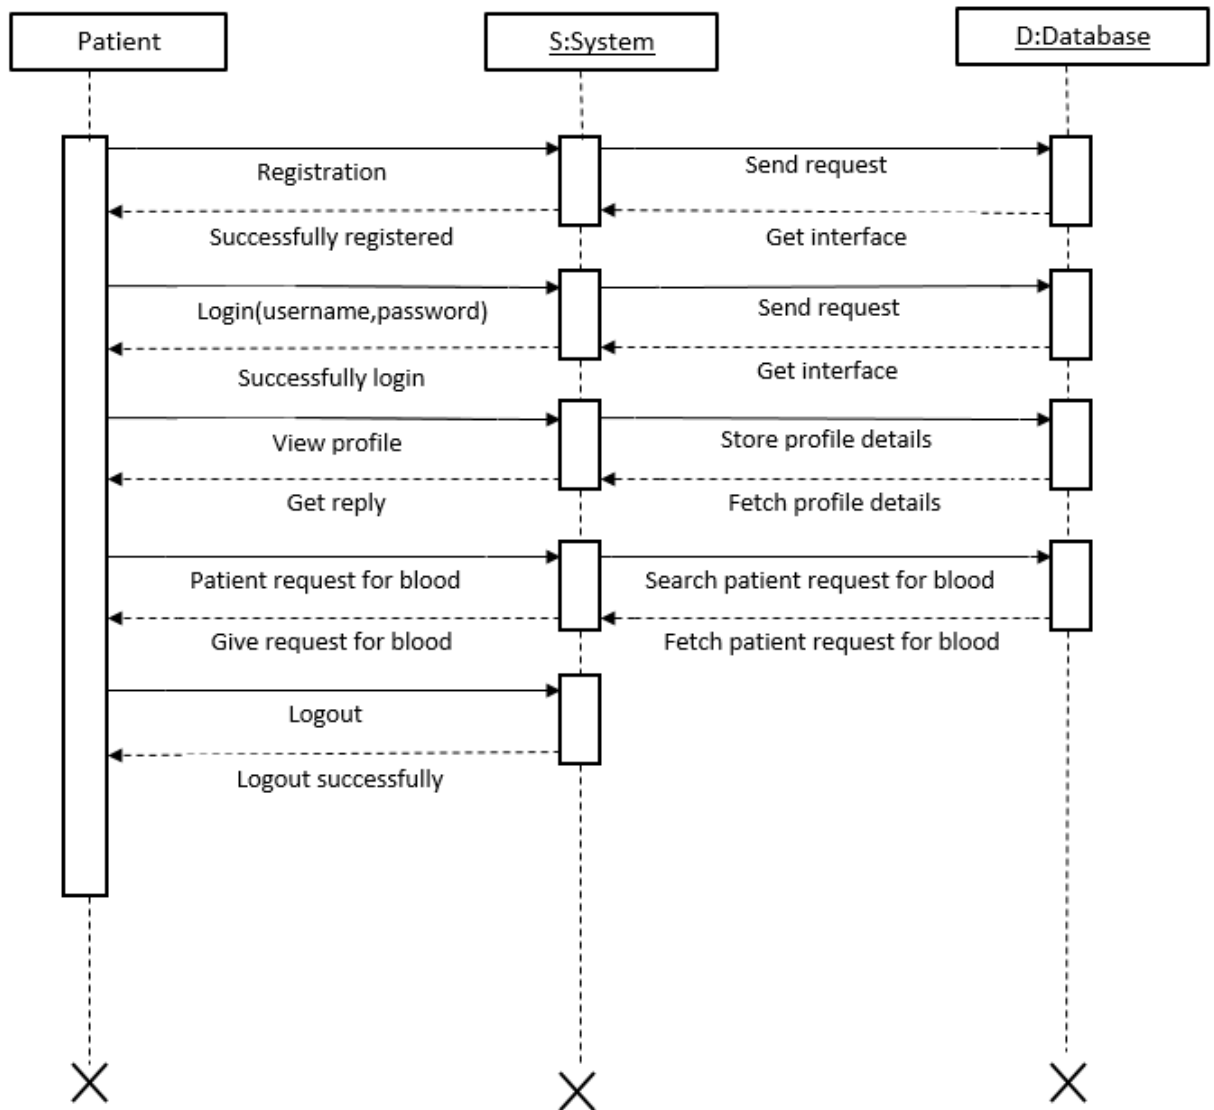 Patient
S:System
D:Database
Registration
Send request
Successfully registered
Get interface
Login(username,password)
Send request
Successfully login
Get interface
View profile
Store profile details
Get reply
Fetch profile details
Patient request for blood
Search patient request for blood
Give request for blood
Fetch patient request for blood
Logout
Logout successfully